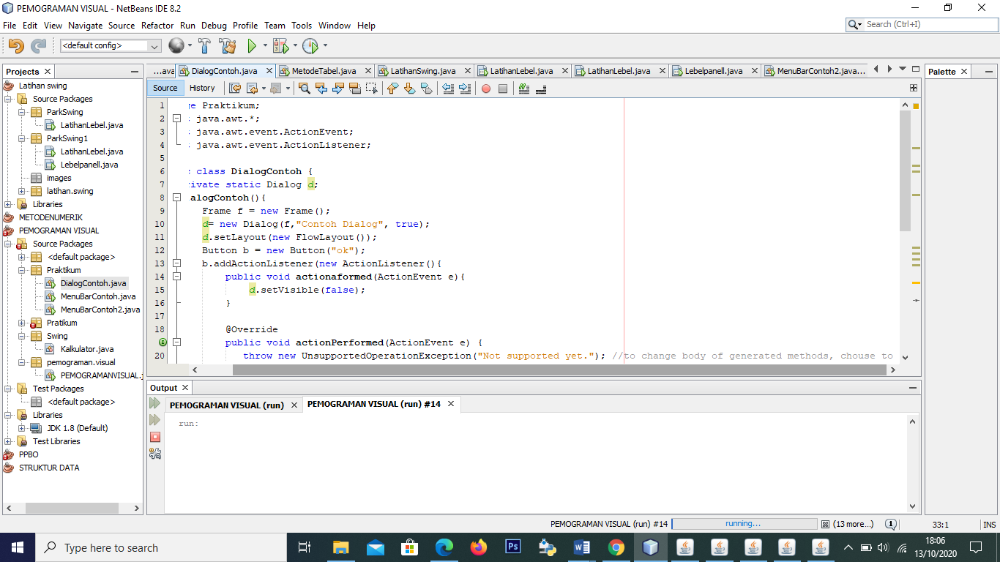 PEMOGRAMAN VISUAL - NetBeans IDE 8.2
File Edit View Navigate Source Refactor Run Debug Profile Team Tools Window Help
Search (Ctrl+I)
<default config>
Projects
Latihan swing
Source Packages
ParkSwing
LatihanLebel.java
ParkSwing1
LatihanLebel.java
Lebelpanell.java
images
latihan.swing
Libraries
METODENUMERIK
PEMOGRAMAN VISUAL
Source Packages
<default package>
Praktikum
DialogContoh.java
MenuBarContoh.java
MenuBarContoh2.java
Pratikum
Swing
Kalkulator.java
pemograman.visual
PEMOGRAMANVISUAL.j
Test Packages
<default package>
Libraries
JDK 1.8 (Default)
Test Libraries
PPBO
STRUKTUR DATA
...ava DialogContoh.java MetodeTabel.java LatihanSwing.java LatihanLebel.java LatihanLebel.java Lebelpanell.java MenuBarContoh2.java...
Source History
1 ge Praktikum;
2 t java.awt.*;
3 t java.awt.event.ActionEvent;
4 t java.awt.event.ActionListener;
5
6 : class DialogContoh {
7 ivate static Dialog d;
8 alogContoh(){
9 Frame f = new Frame();
10 d= new Dialog(f,"Contoh Dialog", true);
11 d.setLayout(new FlowLayout());
12 Button b = new Button("ok");
13 b.addActionListener(new ActionListener(){
14 public void actionaformed(ActionEvent e){
15 d.setVisible(false);
16 }
17
18 @Override
public void actionPerformed(ActionEvent e) {
20 throw new UnsupportedOperationException("Not supported yet."); //to change body of generated methods, chouse to
Palette
Output
PEMOGRAMAN VISUAL (run) PEMOGRAMAN VISUAL (run) #14
run:
PEMOGRAMAN VISUAL (run) #14 running... (13 more...) 1 33:1 INS
Type here to search
Ps
18:06
13/10/2020